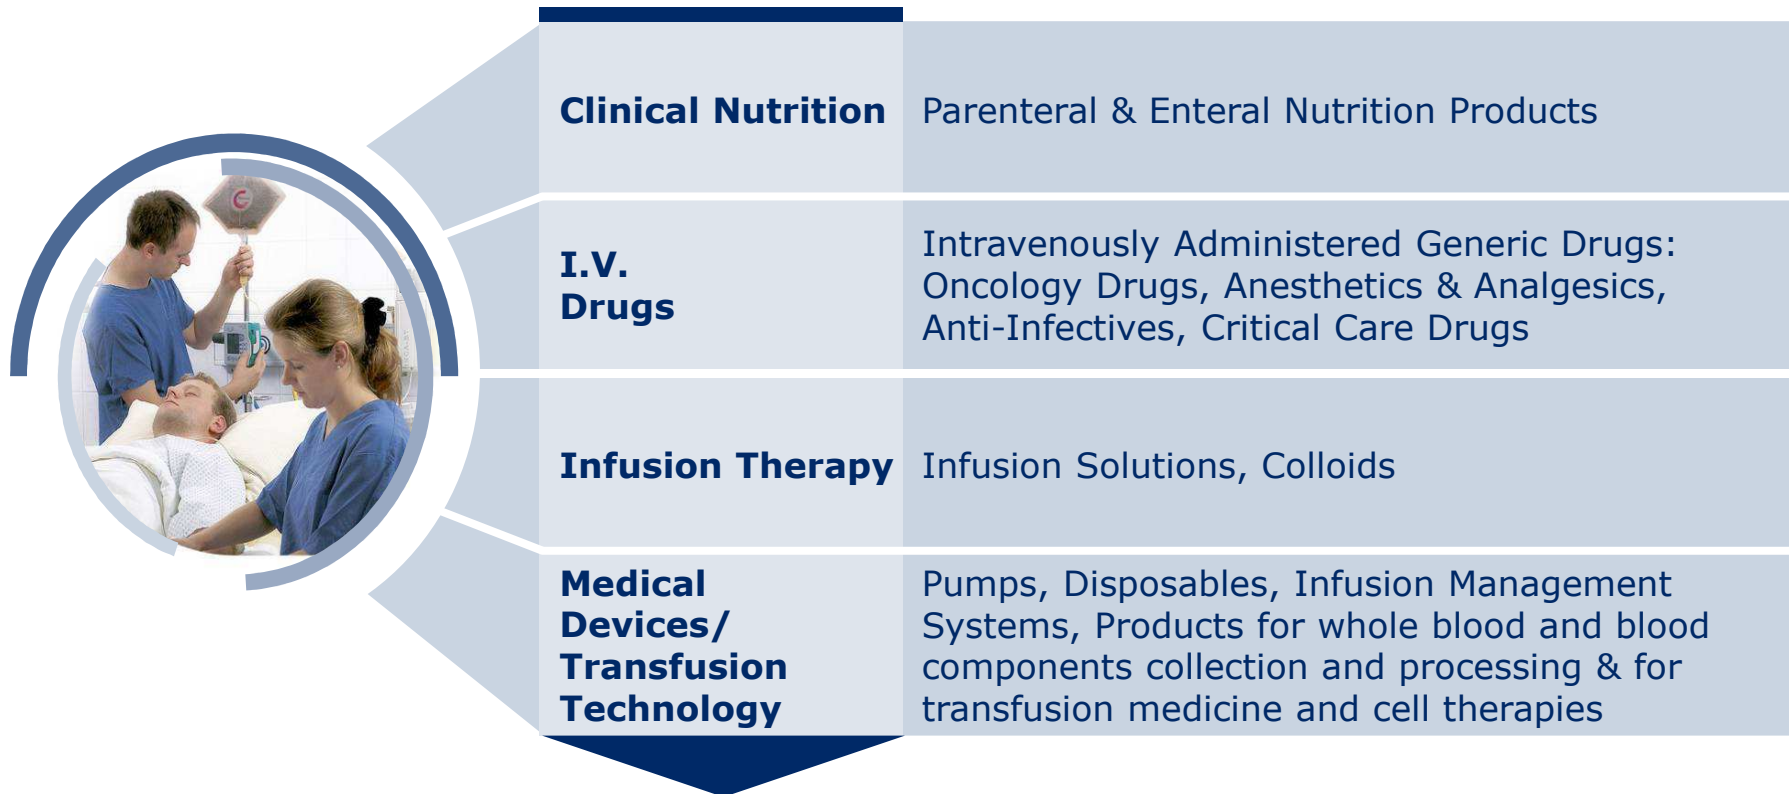 Clinical Nutrition
Parenteral & Enteral Nutrition Products
I.V.
Drugs
Intravenously Administered Generic Drugs:
Oncology Drugs, Anesthetics & Analgesics,
Anti-Infectives, Critical Care Drugs
Infusion Therapy
Infusion Solutions, Colloids
Medical
Devices/
Transfusion
Technology
Pumps, Disposables, Infusion Management
Systems, Products for whole blood and blood
components collection and processing & for
transfusion medicine and cell therapies